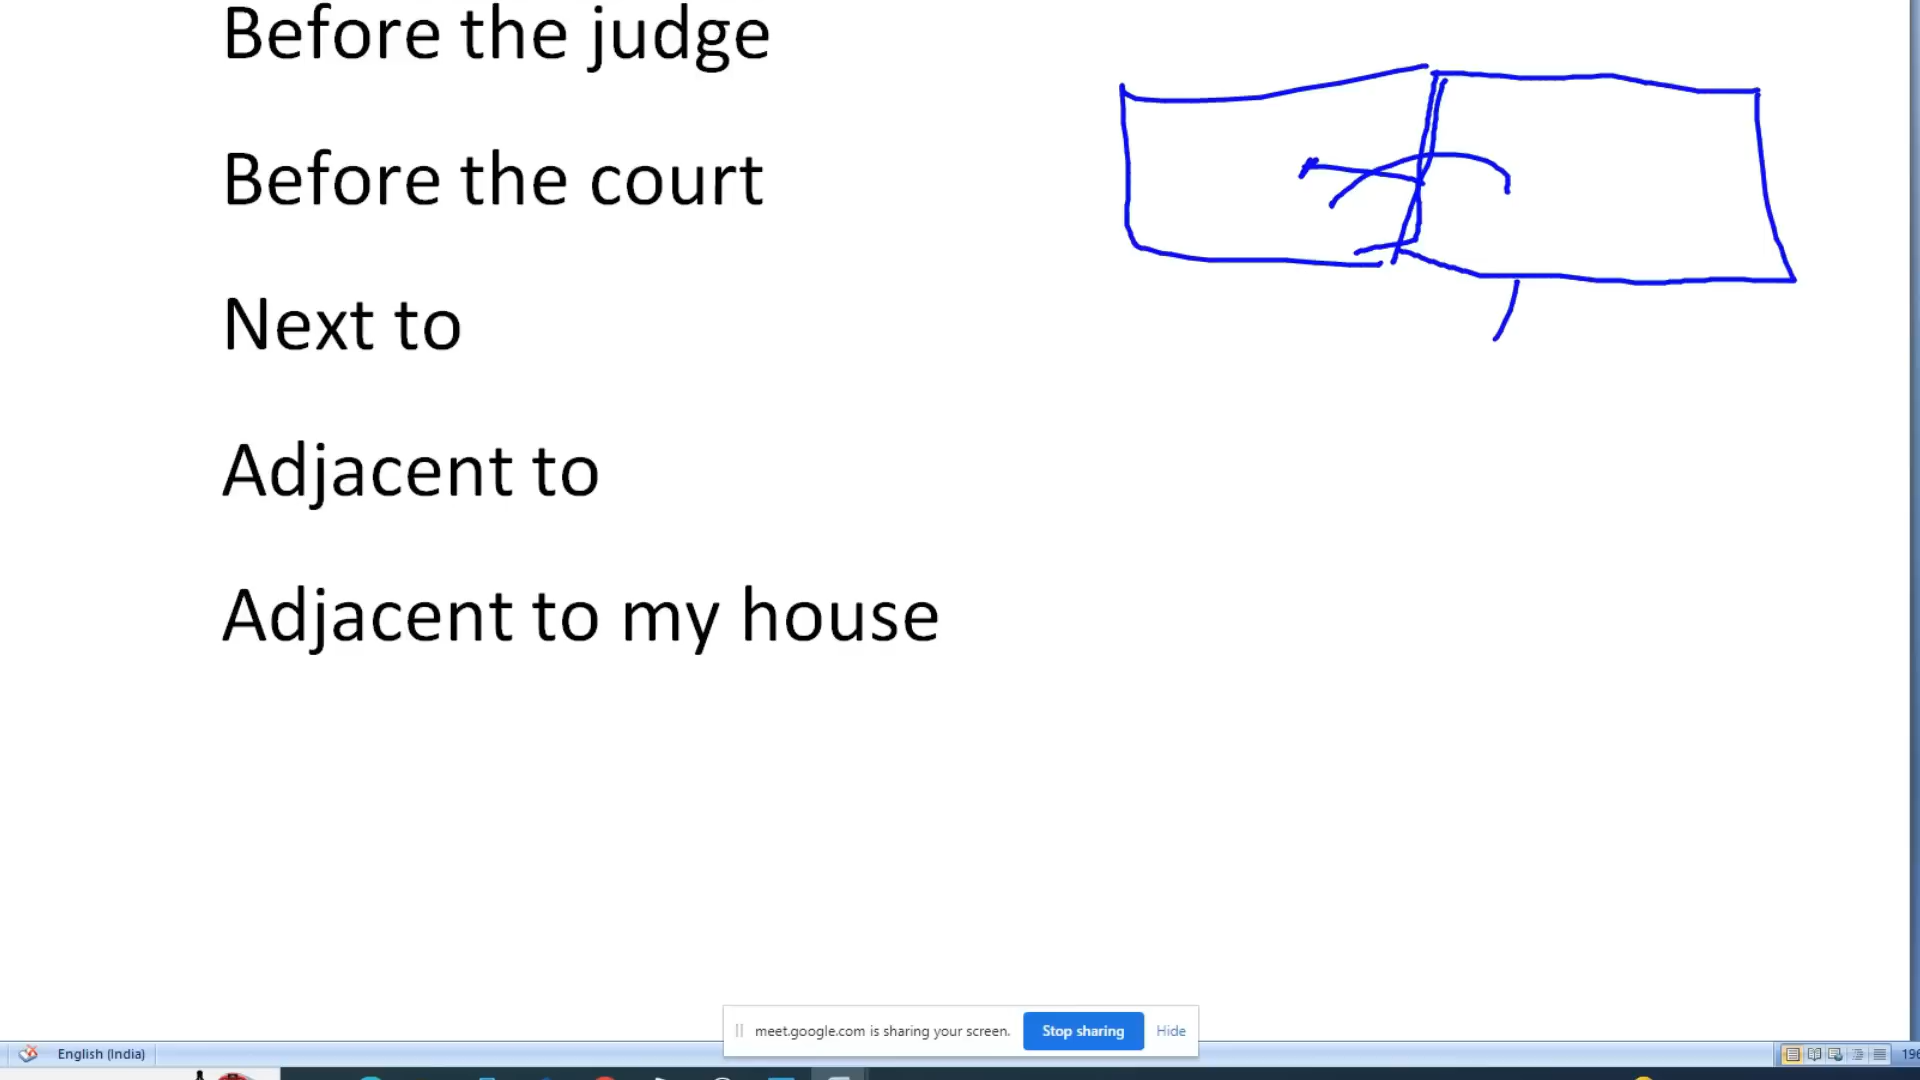 Before the judge
Before the court
Next to
Adjacent to
Adjacent to my house
meet.google.com is sharing your screen. Stop sharing Hide
English (India)